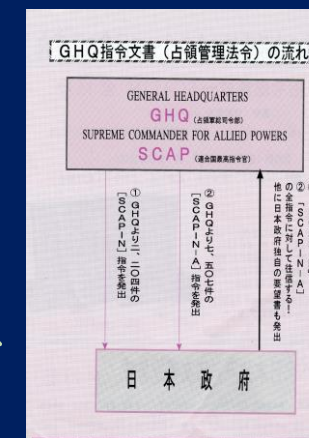 GHQ指令文書（占領管理法令）の流れ
GENERAL HEADQUARTERS
GHQ（占領軍総司令部）
SUPREME COMMANDER FOR ALLIED POWERS
SCAP（連合国最高指令官）
② 「SCAPIN−A」
の全指令に対して往信する！
他に日本政府独自の要望書も発出
② GHQより七、五〇七件の
［SCAPIN−A］指令を発出
① GHQより二、二〇四件の
［SCAPIN］指令を発出
日本政府